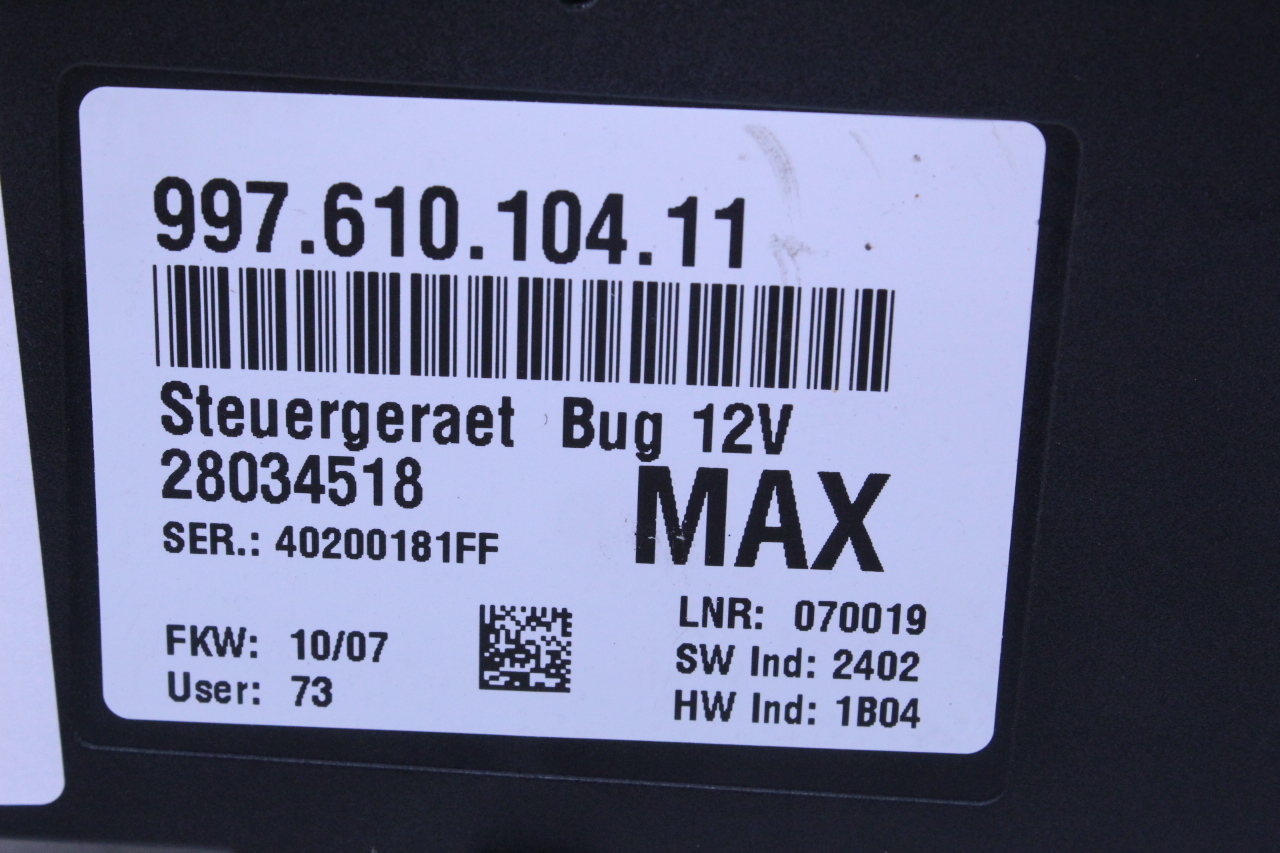 997.610.104.11
Steuergeraet Bug 12V
28034518
MAX
SER.: 40200181FF
FKW: 10/07
User: 73
LNR: 070019
SW Ind: 2402
HW Ind: 1B04